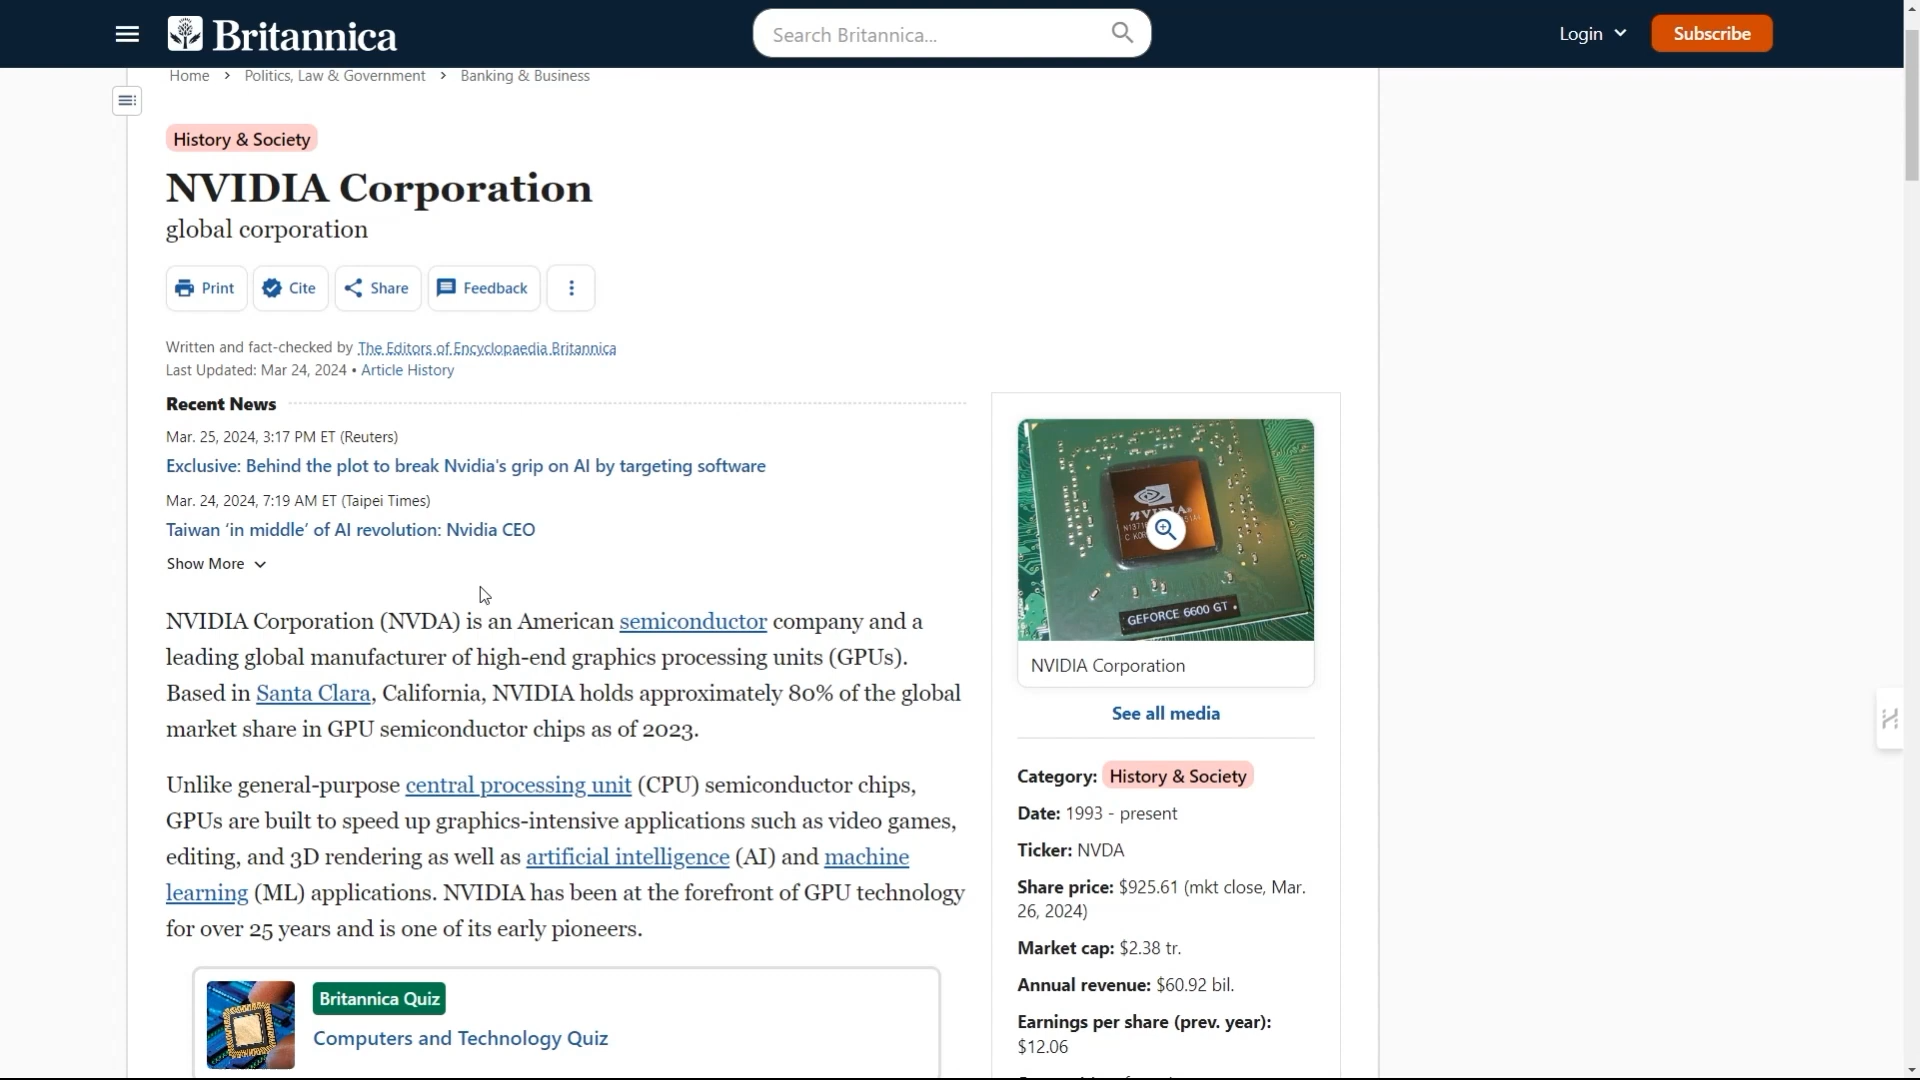 Britannica
Search Britannica...
Login
Subscribe
Home > Politics, Law & Government > Banking & Business
History & Society
NVIDIA Corporation
global corporation
Print
Cite
Share
Feedback
Written and fact-checked by The Editors of Encyclopaedia Britannica
Last Updated: Mar 24, 2024 • Article History
Recent News
Mar. 25, 2024, 3:17 PM ET (Reuters)
Exclusive: Behind the plot to break Nvidia's grip on AI by targeting software
Mar. 24, 2024, 7:19 AM ET (Taipei Times)
Taiwan ‘in middle’ of AI revolution: Nvidia CEO
Show More
NVIDIA Corporation (NVDA) is an American semiconductor company and a
leading global manufacturer of high-end graphics processing units (GPUs).
Based in Santa Clara, California, NVIDIA holds approximately 80% of the global
market share in GPU semiconductor chips as of 2023.
Unlike general-purpose central processing unit (CPU) semiconductor chips,
GPUs are built to speed up graphics-intensive applications such as video games,
editing, and 3D rendering as well as artificial intelligence (AI) and machine
learning (ML) applications. NVIDIA has been at the forefront of GPU technology
for over 25 years and is one of its early pioneers.
Britannica Quiz
Computers and Technology Quiz
nVIDIA
GEFORCE 6600 GT
NVIDIA Corporation
See all media
Category: History & Society
Date: 1993 - present
Ticker: NVDA
Share price: $925.61 (mkt close, Mar.
26, 2024)
Market cap: $2.38 tr.
Annual revenue: $60.92 bil.
Earnings per share (prev. year):
$12.06